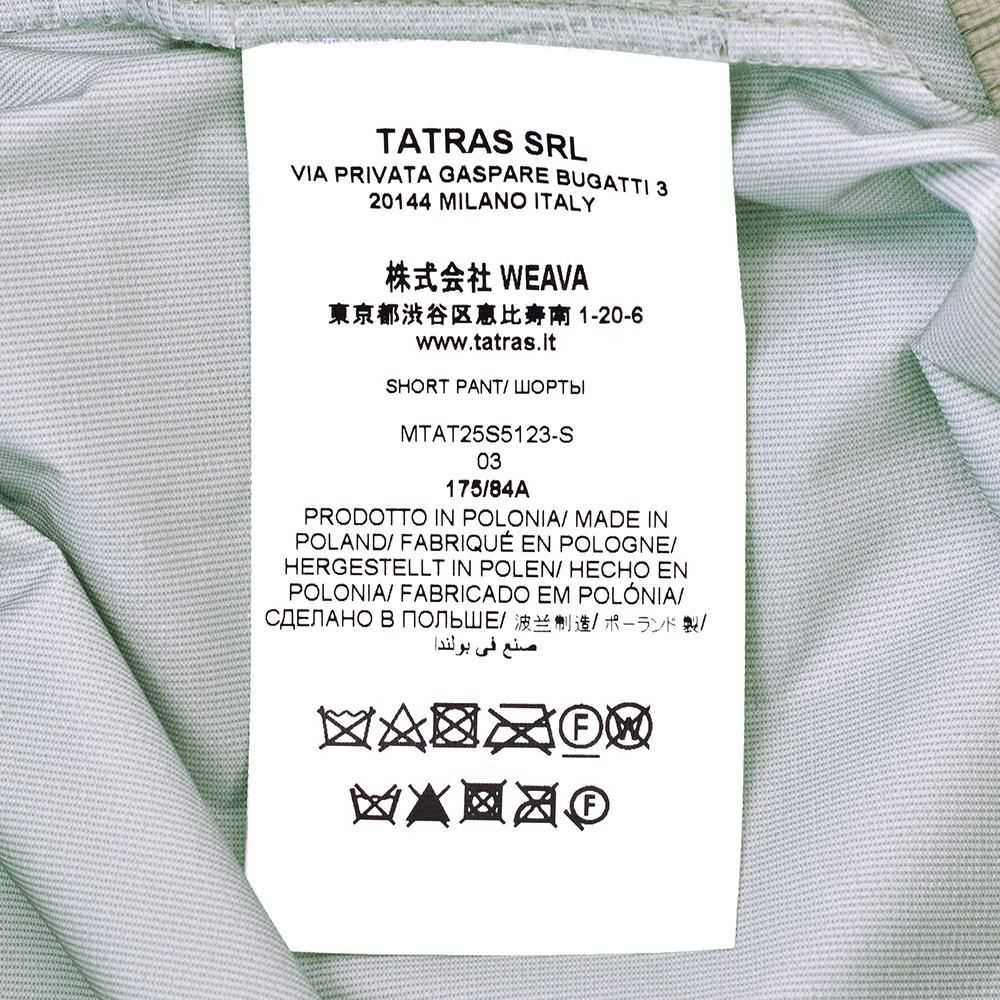 TATRAS SRL
VIA PRIVATA GASPARE BUGATTI 3
20144 MILANO ITALY
株式会社 WEAVA
東京都渋谷区恵比寿南 1-20-6
www.tatras.it
SHORT PANT/ ШОРТЫ
MTAT25S5123-S
03
175/84A
PRODOTTO IN POLONIA/ MADE IN
POLAND/ FABRIQUÉ EN POLOGNE/
HERGESTELLT IN POLEN/ HECHO EN
POLONIA/ FABRICADO EM POLÓNIA/
СДЕЛАНО В ПОЛЬШЕ/ 波兰制造/ ポーランド製/
صنع في بولندا
F W
F